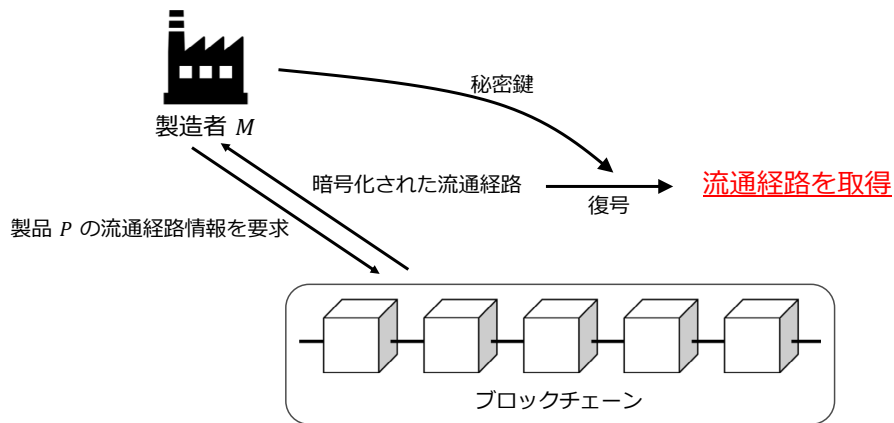 秘密鍵
製造者 M
暗号化された流通経路
流通経路を取得
復号
製品 P の流通経路情報を要求
ブロックチェーン